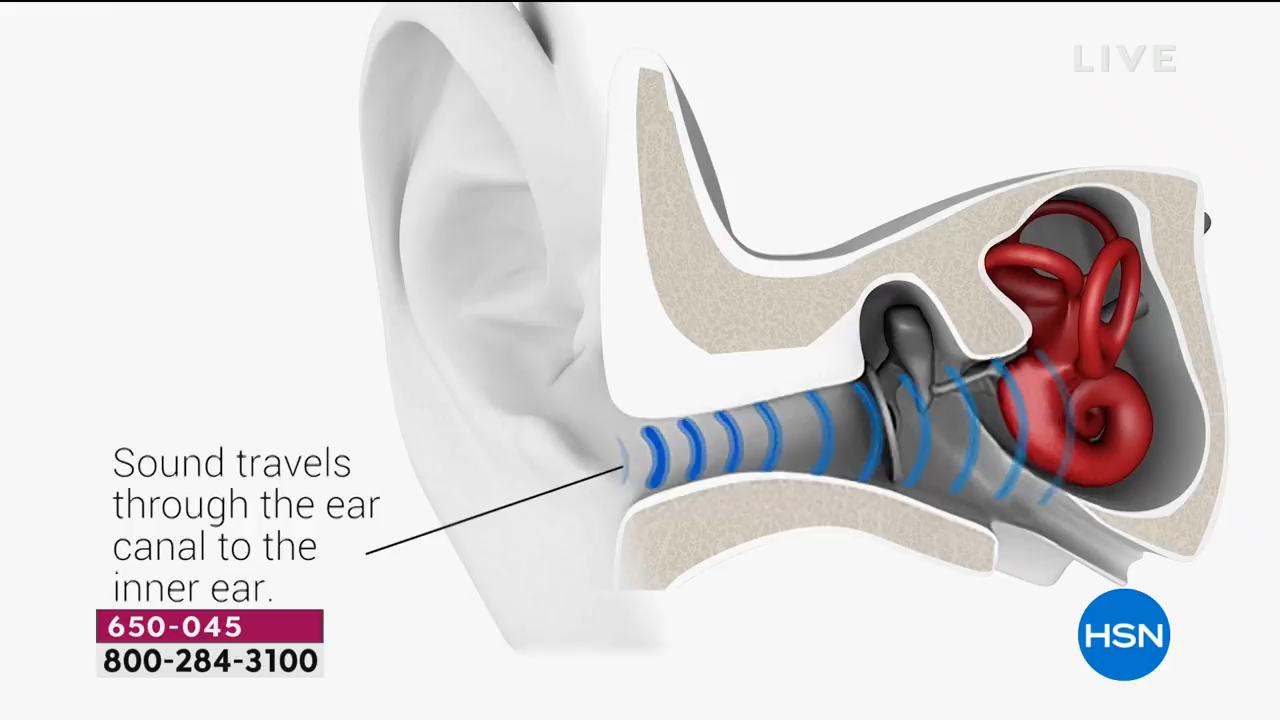 LIVE
Sound travels
through the ear
canal to the
inner ear.
650-045
800-284-3100
HSN